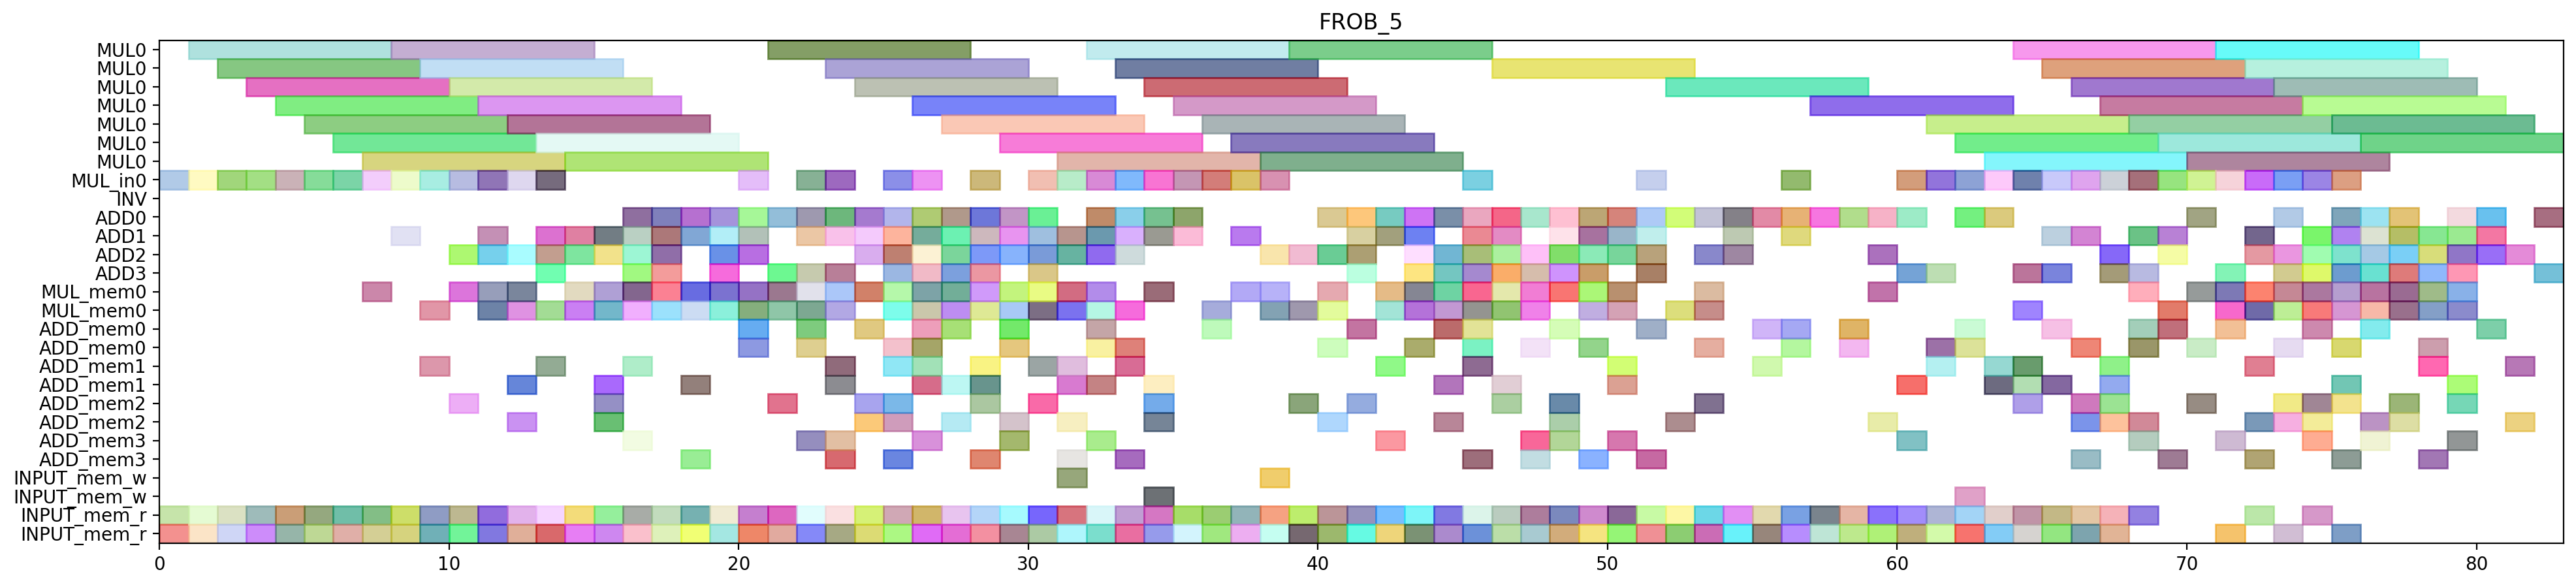 FROB_5
MUL0
MUL0
MUL0
MUL0
MUL0
MUL0
MUL0
MUL_in0
INV
ADD0
ADD1
ADD2
ADD3
MUL_mem0
MUL_mem0
ADD_mem0
ADD_mem0
ADD_mem1
ADD_mem1
ADD_mem2
ADD_mem2
ADD_mem3
ADD_mem3
INPUT_mem_w
INPUT_mem_w
INPUT_mem_r
INPUT_mem_r
0 10 20 30 40 50 60 70 80